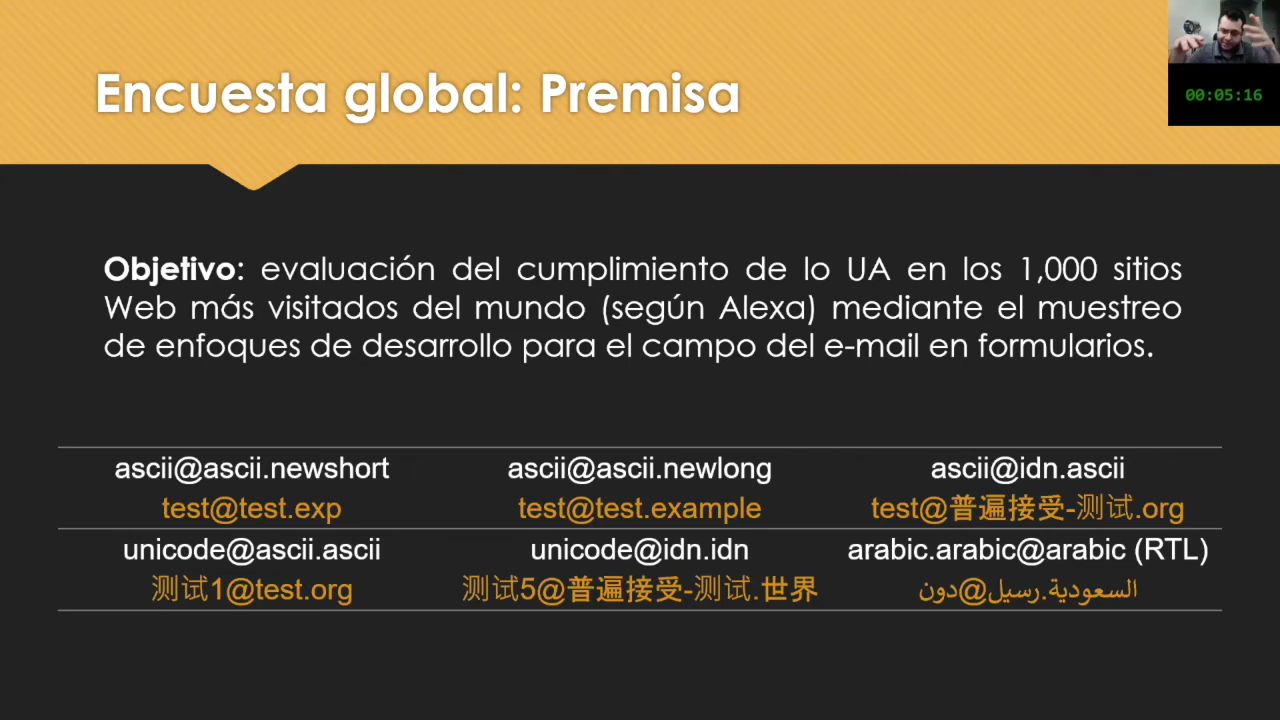 Encuesta global: Premisa
00:05:16
Objetivo: evaluación del cumplimiento de lo UA en los 1,000 sitios
Web más visitados del mundo (según Alexa) mediante el muestreo
de enfoques de desarrollo para el campo del e-mail en formularios.
ascii@ascii.newshort
test@test.exp
ascii@ascii.newlong
test@test.example
ascii@idn.ascii
test@普遍接受-测试.org
unicode@ascii.ascii
测试1@test.org
unicode@idn.idn
测试5@普遍接受-测试.世界
arabic.arabic@arabic (RTL)
السعودية.رسيل@دون